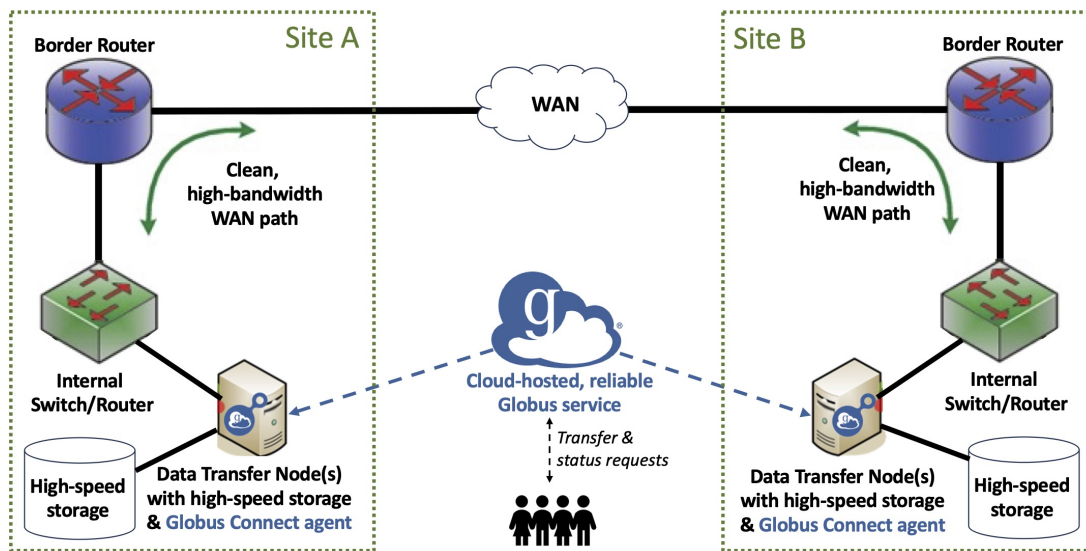 Site A
Border Router
Clean,
high-bandwidth
WAN path
Internal
Switch/Router
High-speed
storage
Data Transfer Node(s)
with high-speed storage
& Globus Connect agent
g
WAN
g
®
Cloud-hosted, reliable
Globus service
Transfer &
status requests
Site B
Border Router
Clean,
high-bandwidth
WAN path
Internal
Switch/Router
g
Data Transfer Node(s)
with high-speed storage
& Globus Connect agent
High-speed
storage